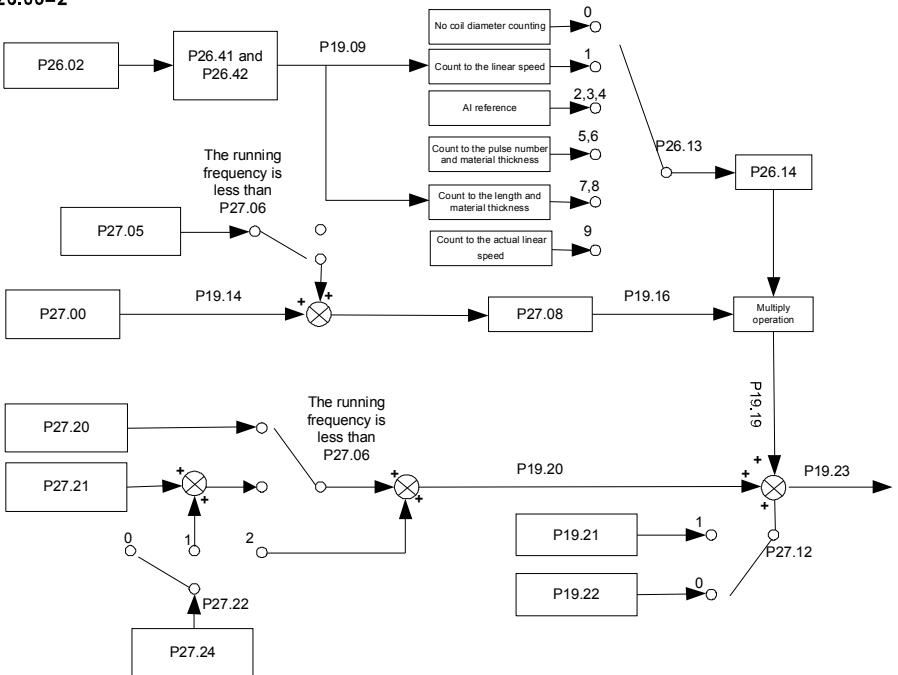 0
No coil diameter counting
P26.02
P26.41 and
P26.42
P19.09
Count to the linear speed
1
AI reference
2,3,4
Count to the pulse number
and material thickness
5,6
P26.13
P26.14
Count to the length and
material thickness
7,8
Count to the actual linear
speed
9
The running
frequency is
less than
P27.06
P27.05
P27.00
P19.14
+
+
P27.08
P19.16
Multiply
operation
P19.19
P27.20
The running
frequency is
less than
P27.06
P27.21
+
+
+
+
P19.20
+
+
+
P19.23
0
1
2
P27.22
P27.24
P19.21
1
P27.12
P19.22
0